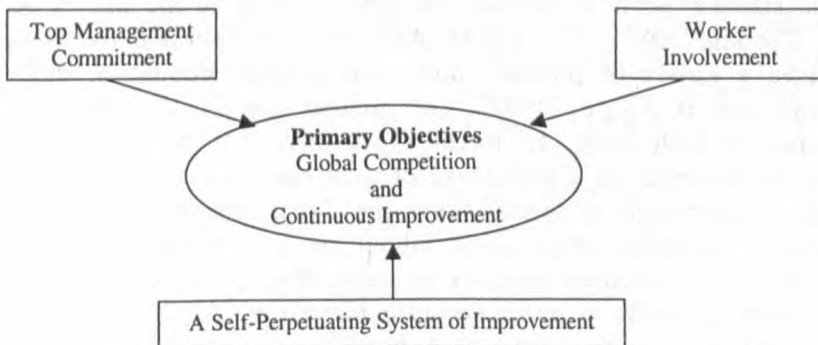 Top Management
Commitment
Worker
Involvement
Primary Objectives
Global Competition
and
Continuous Improvement
A Self-Perpetuating System of Improvement